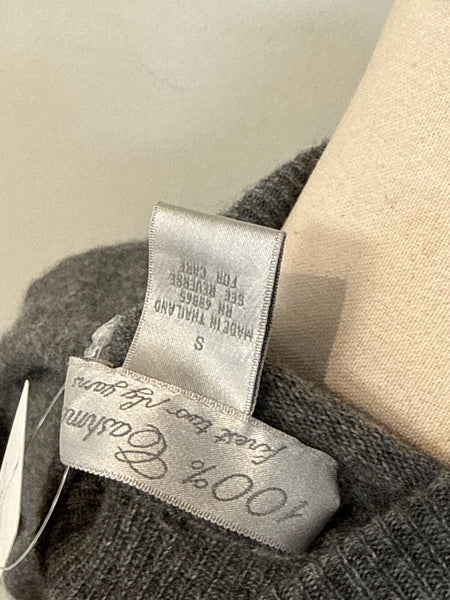 100% Cashm
finest two-ply yarns
S
MADE IN THAILAND
RN 68865
SEE REVERSE
FOR CARE